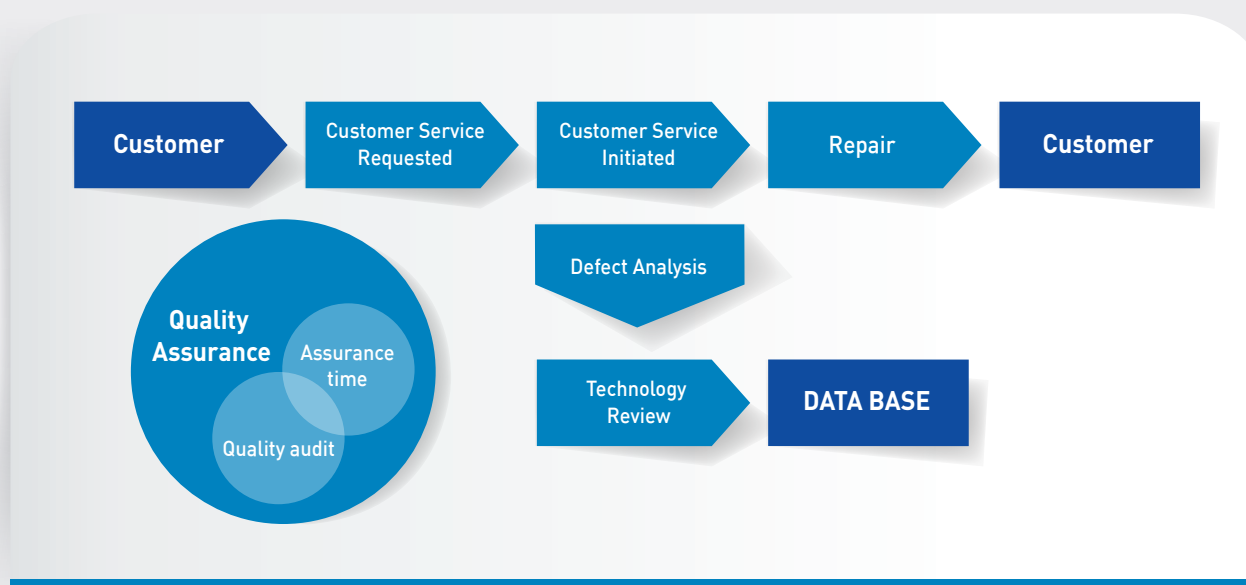 Customer
Customer Service
Requested
Customer Service
Initiated
Repair
Customer
Defect Analysis
Quality
Assurance
Assurance
time
Quality audit
Technology
Review
DATA BASE